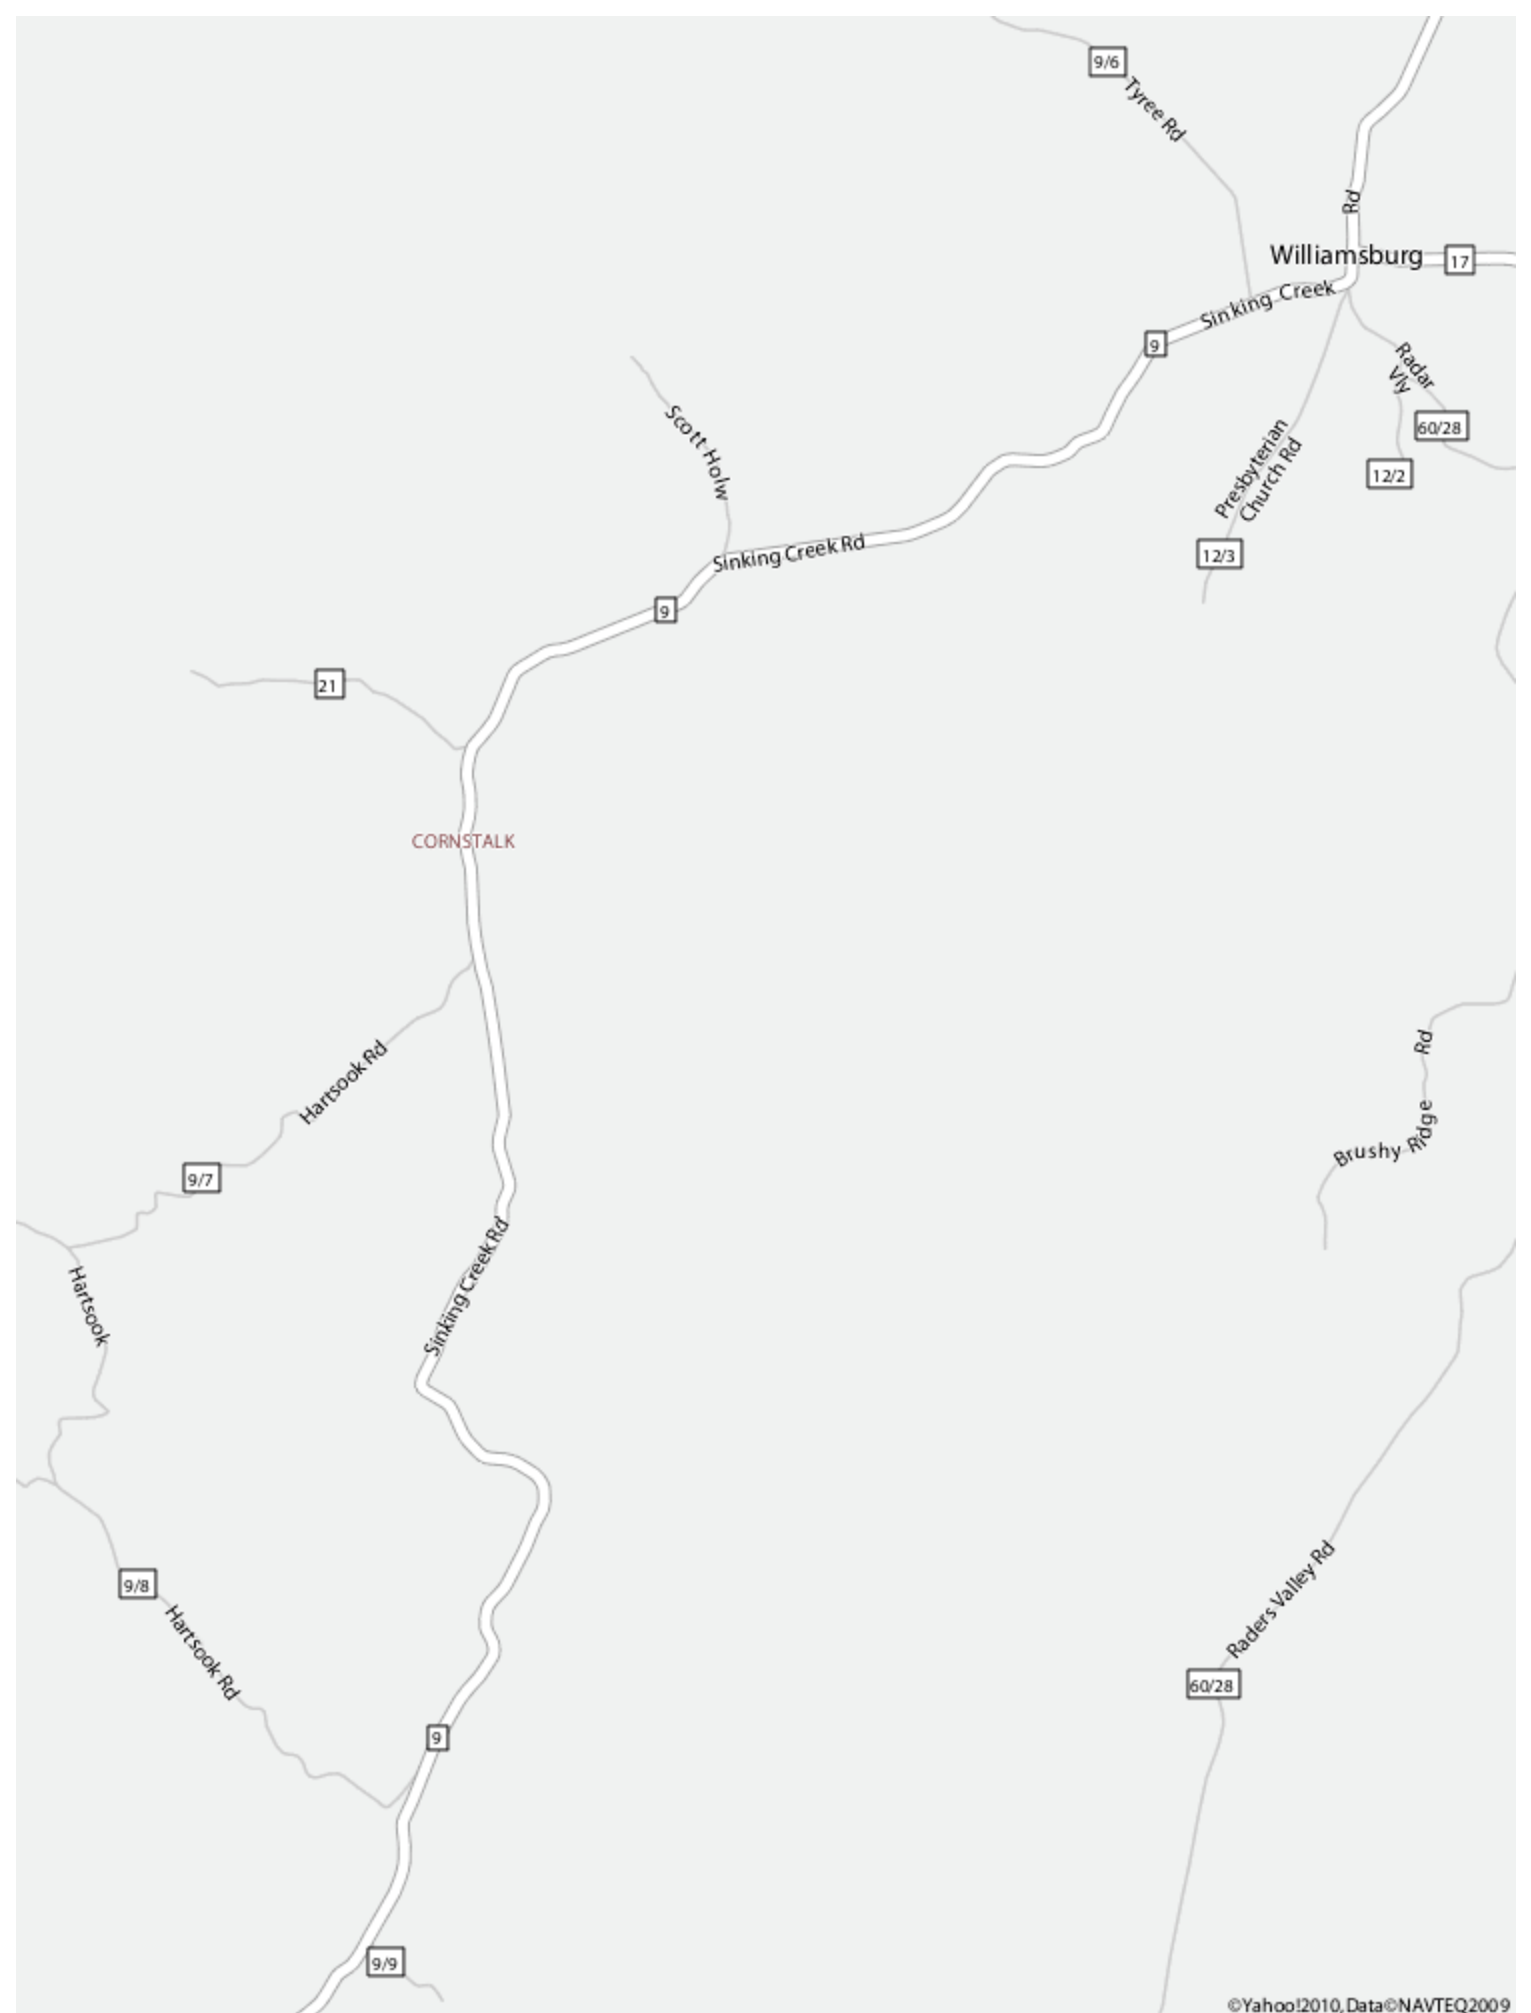 9/6
Tyree Rd
Rd
Williamsburg
17
Sinking Creek
9
Radar
Vly
60/28
12/2
Presbyterian
Church Rd
12/3
Scott Holw
Sinking Creek Rd
9
21
CORNSTALK
Hartsook Rd
9/7
Brushy Ridge Rd
Hartsook
Sinking Creek Rd
9/8
Hartsook Rd
Raders Valley Rd
60/28
9
9/9
©Yahoo!2010, Data©NAVTEQ2009